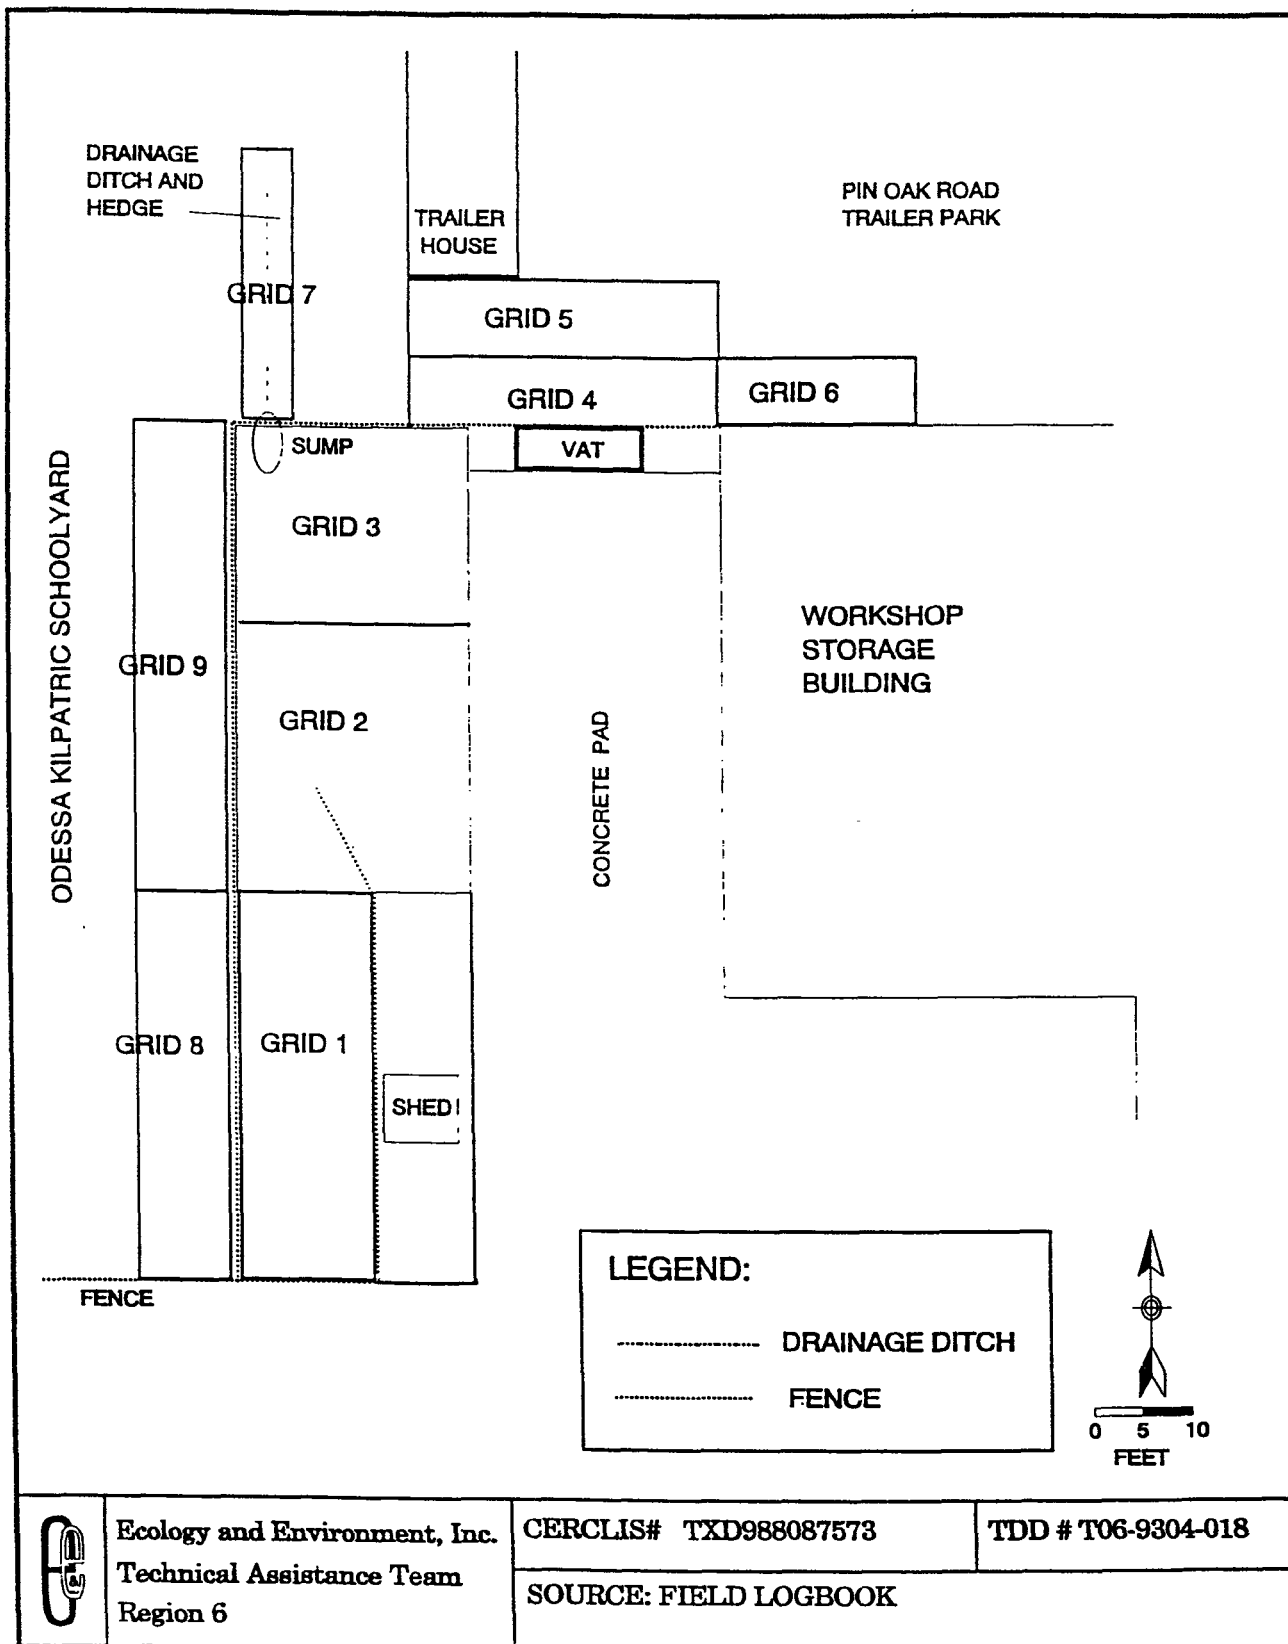 DRAINAGE
DITCH AND
HEDGE
TRAILER
HOUSE
PIN OAK ROAD
TRAILER PARK
GRID 7
GRID 5
GRID 4
GRID 6
SUMP
VAT
ODESSA KILPATRIC SCHOOLYARD
GRID 3
GRID 9
GRID 2
CONCRETE PAD
WORKSHOP
STORAGE
BUILDING
GRID 8
GRID 1
SHED
FENCE
LEGEND:
DRAINAGE DITCH
FENCE
0 5 10
FEET
Ecology and Environment, Inc.
Technical Assistance Team
Region 6
CERCLIS# TXD988087573
TDD # T06-9304-018
SOURCE: FIELD LOGBOOK